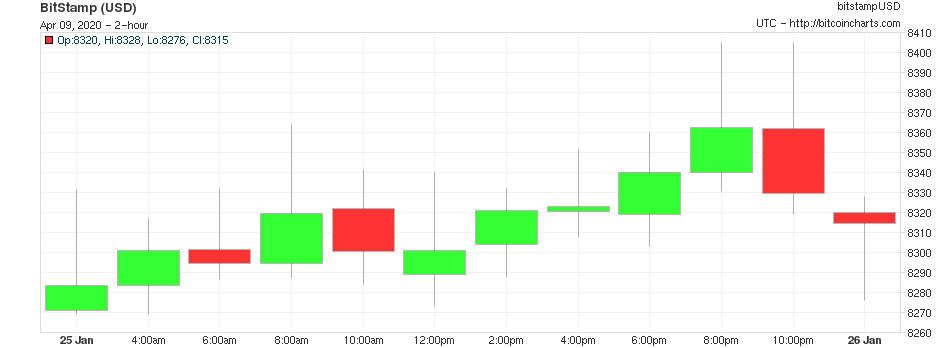 BitStamp (USD)
bitstampUSD
Apr 09, 2020 - 2-hour
UTC - http://bitcoincharts.com
Op:8320, Hi:8328, Lo:8276, Cl:8315
8410
8400
8390
8380
8370
8360
8350
8340
8330
8320
8310
8300
8290
8280
8270
8260
25 Jan 4:00am 6:00am 8:00am 10:00am 12:00pm 2:00pm 4:00pm 6:00pm 8:00pm 10:00pm 26 Jan